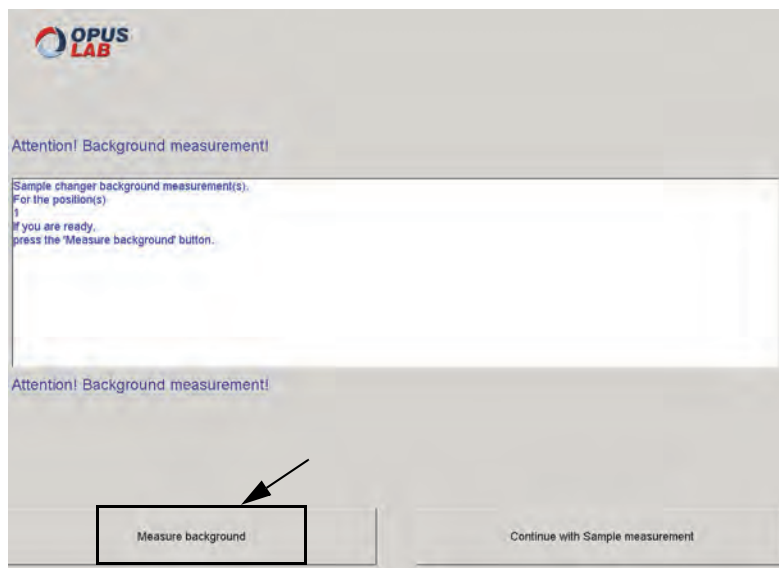 OPUS
LAB
Attention! Background measurement!
Sample changer background measurement(s).
For the position(s)
1
If you are ready,
press the 'Measure background' button.
Attention! Background measurement!
Measure background
Continue with Sample measurement